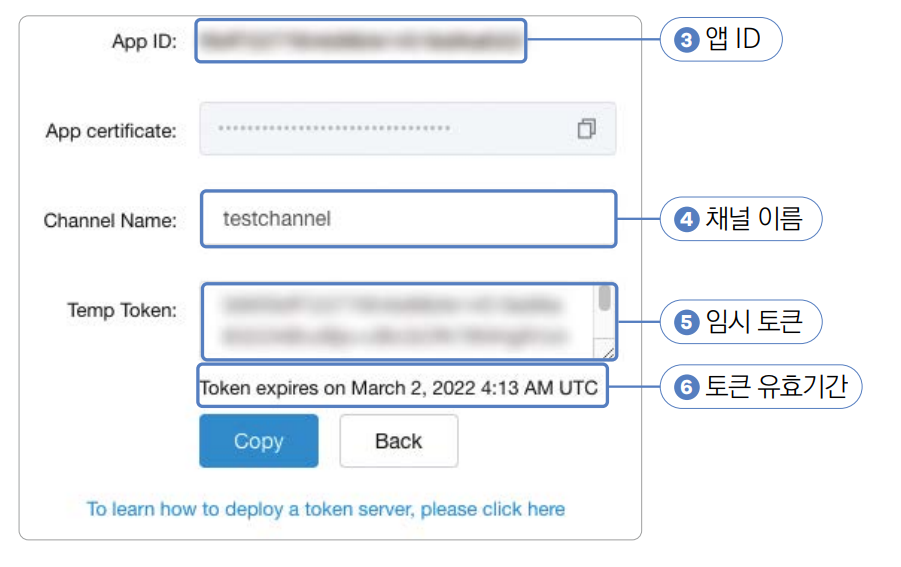 App ID:
③ 앱 ID
App certificate:
Channel Name: testchannel
④ 채널 이름
Temp Token:
⑤ 임시 토큰
Token expires on March 2, 2022 4:13 AM UTC
⑥ 토큰 유효기간
Copy Back
To learn how to deploy a token server, please click here